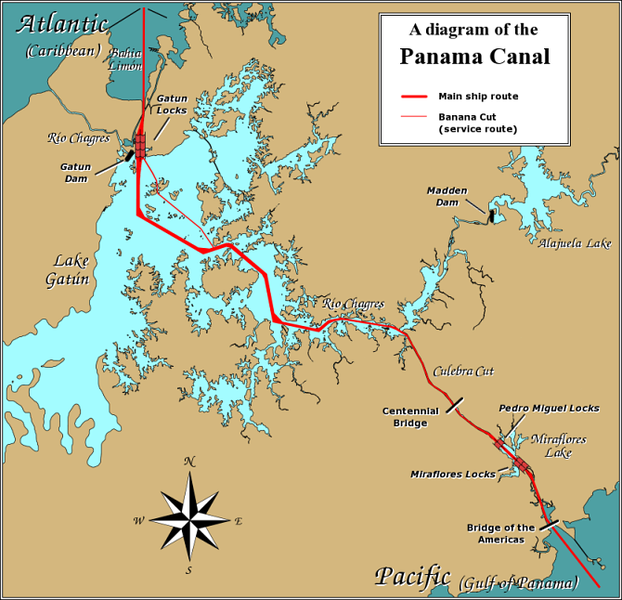 Atlantic
(Caribbean)
Bahia
Limón
A diagram of the
Panama Canal
Main ship route
Banana Cut
(service route)
Gatun
Locks
Río Chagres
Gatun
Dam
Madden
Dam
Alajuela Lake
Lake
Gatún
Río Chagres
Culebra Cut
Centennial
Bridge
Pedro Miguel Locks
Miraflores
Lake
Miraflores Locks
N
W
E
S
Bridge of the
Americas
Pacific (Gulf of Panama)